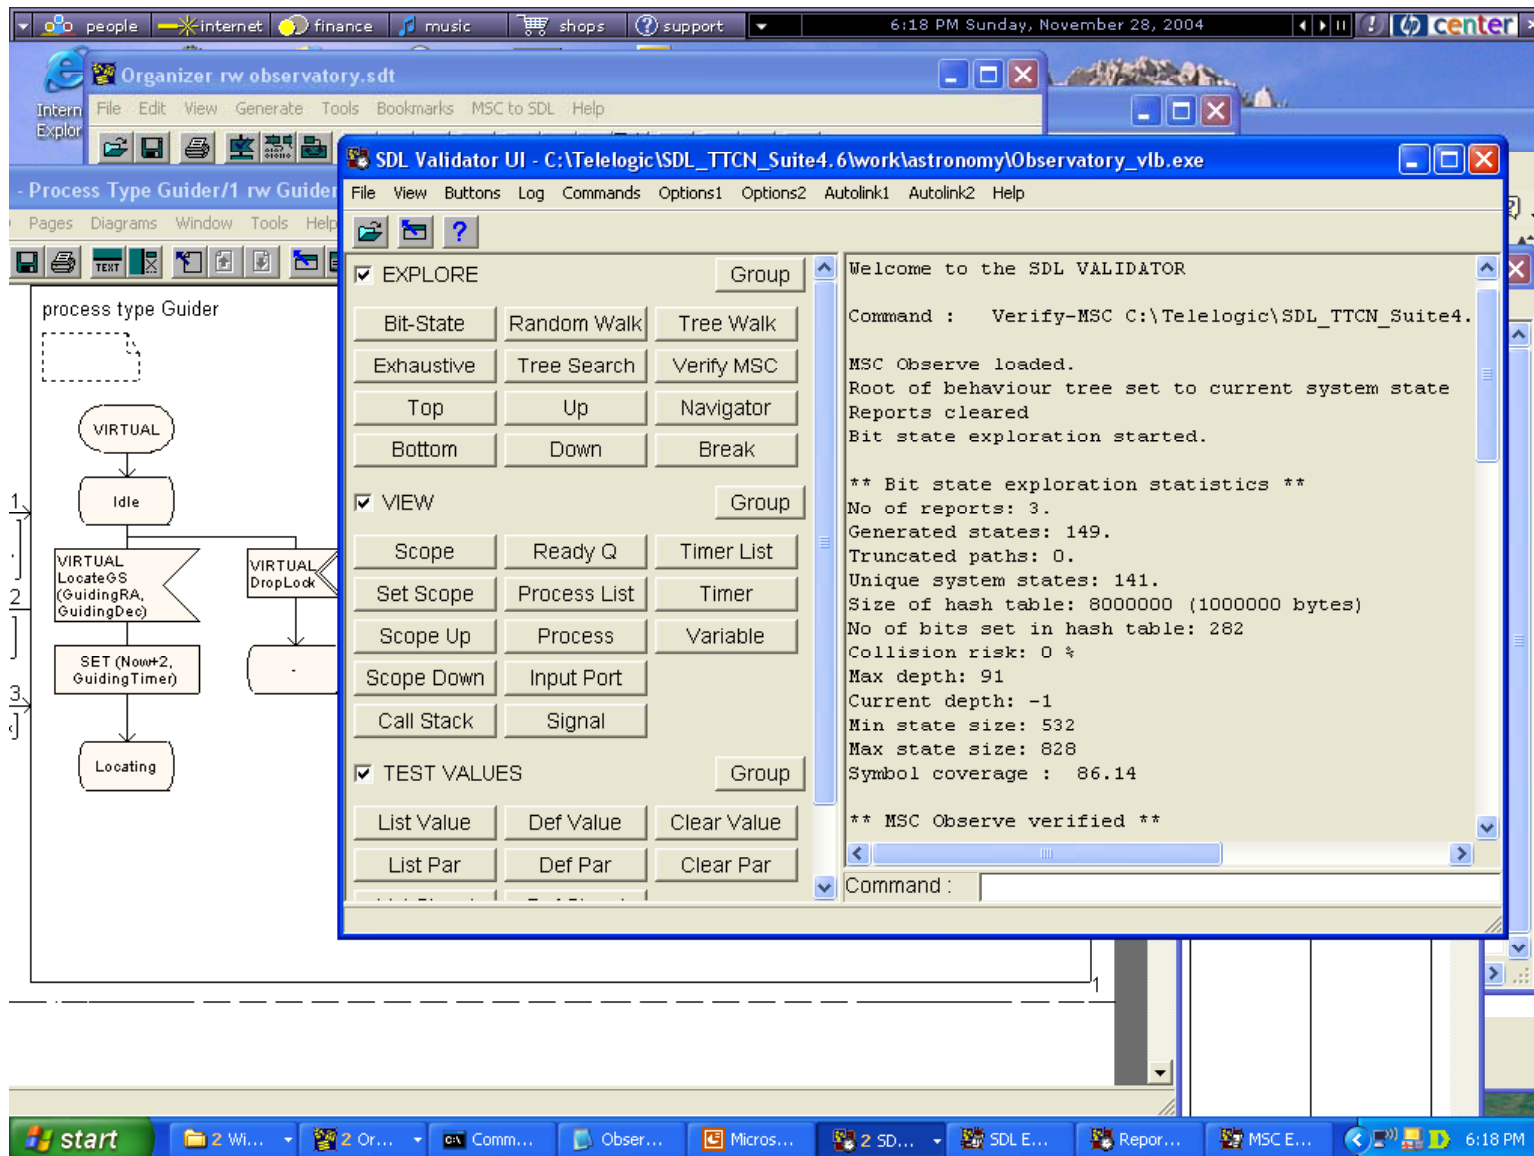 people internet finance music shops support 6:18 PM Sunday, November 28, 2004 center
Organizer rw observatory.sdt
Intern
Explor
File Edit View Generate Tools Bookmarks MSC to SDL Help
SDL Validator UI - C:\Telelogic\SDL_TTCN_Suite4.6\work\astronomy\Observatory_vlb.exe
- Process Type Guider/1 rw Guider
File View Buttons Log Commands Options1 Options2 Autolink1 Autolink2 Help
Pages Diagrams Window Tools Help
TEXT
process type Guider
VIRTUAL
Idle
VIRTUAL
LocateGS
(GuidingRA,
GuidingDec)
VIRTUAL
DropLock
SET (Now+2,
GuidingTimer)
-
Locating
1
2
3
1
EXPLORE Group
Bit-State Random Walk Tree Walk
Exhaustive Tree Search Verify MSC
Top Up Navigator
Bottom Down Break
VIEW Group
Scope Ready Q Timer List
Set Scope Process List Timer
Scope Up Process Variable
Scope Down Input Port
Call Stack Signal
TEST VALUES Group
List Value Def Value Clear Value
List Par Def Par Clear Par
Welcome to the SDL VALIDATOR
Command : Verify-MSC C:\Telelogic\SDL_TTCN_Suite4.
MSC Observe loaded.
Root of behaviour tree set to current system state
Reports cleared
Bit state exploration started.
** Bit state exploration statistics **
No of reports: 3.
Generated states: 149.
Truncated paths: 0.
Unique system states: 141.
Size of hash table: 8000000 (1000000 bytes)
No of bits set in hash table: 282
Collision risk: 0 %
Max depth: 91
Current depth: -1
Min state size: 532
Max state size: 828
Symbol coverage : 86.14
** MSC Observe verified **
Command :
start 2 Wi... 2 Or... Comm... Obser... Micros... 2 SD... SDL E... Repor... MSC E... 6:18 PM